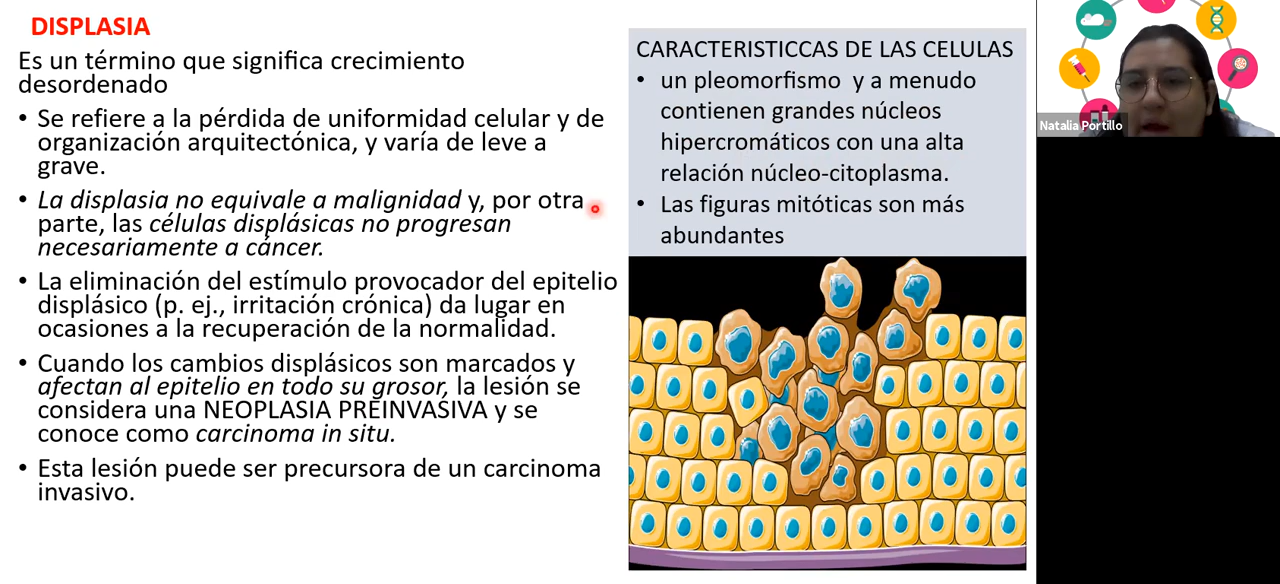 DISPLASIA
Es un término que significa crecimiento
desordenado
• Se refiere a la pérdida de uniformidad celular y de
organización arquitectónica, y varía de leve a
grave.
• La displasia no equivale a malignidad y, por otra
parte, las células displásicas no progresan
necesariamente a cáncer.
• La eliminación del estímulo provocador del epitelio
displásico (p. ej., irritación crónica) da lugar en
ocasiones a la recuperación de la normalidad.
• Cuando los cambios displásicos son marcados y
afectan al epitelio en todo su grosor, la lesión se
considera una NEOPLASIA PREINVASIVA y se
conoce como carcinoma in situ.
• Esta lesión puede ser precursora de un carcinoma
invasivo.
CARACTERISTICCAS DE LAS CELULAS
• un pleomorfismo y a menudo
contienen grandes núcleos
hipercromáticos con una alta
relación núcleo-citoplasma.
• Las figuras mitóticas son más
abundantes
Natalia Portillo